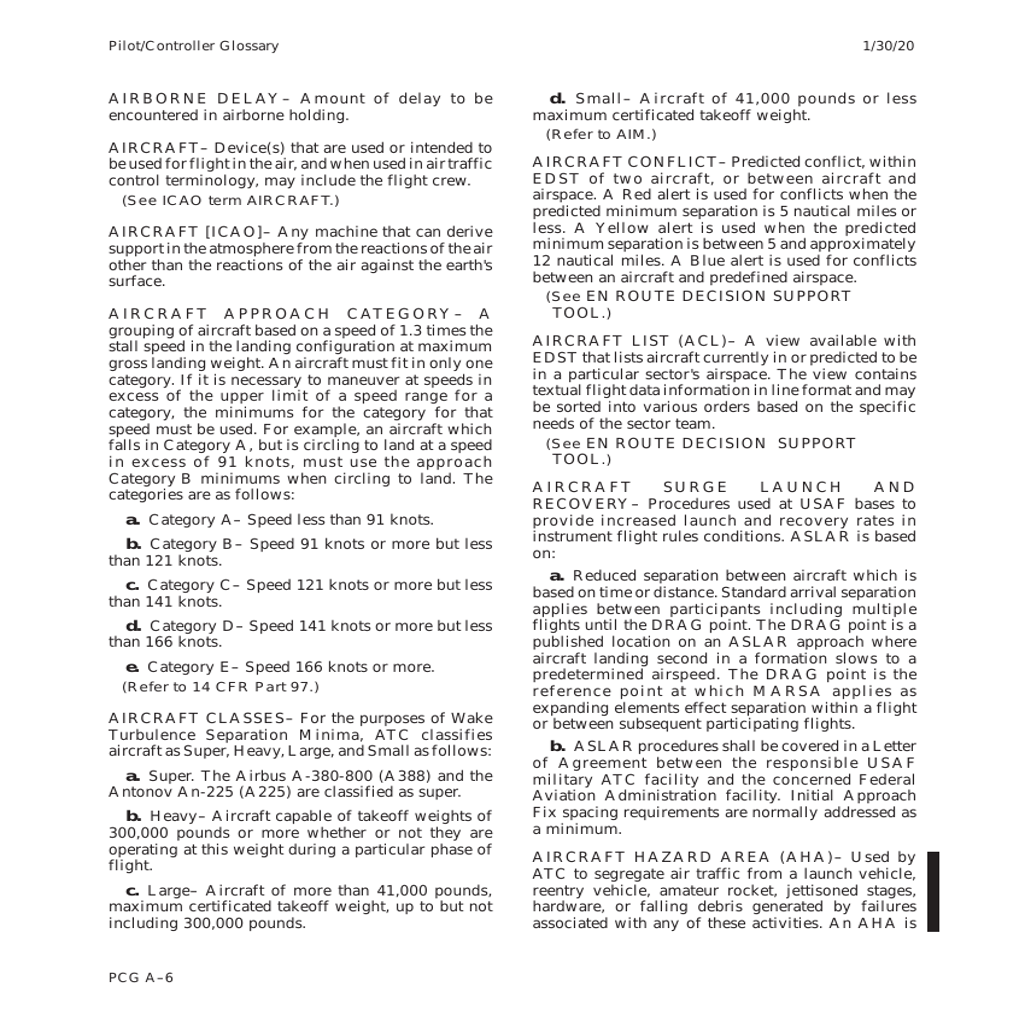 Pilot/Controller Glossary
1/30/20
AIRBORNE DELAY– Amount of delay to be
encountered in airborne holding.
AIRCRAFT– Device(s) that are used or intended to
be used for flight in the air, and when used in air traffic
control terminology, may include the flight crew.
(See ICAO term AIRCRAFT.)
AIRCRAFT [ICAO]– Any machine that can derive
support in the atmosphere from the reactions of the air
other than the reactions of the air against the earth's
surface.
AIRCRAFT APPROACH CATEGORY– A
grouping of aircraft based on a speed of 1.3 times the
stall speed in the landing configuration at maximum
gross landing weight. An aircraft must fit in only one
category. If it is necessary to maneuver at speeds in
excess of the upper limit of a speed range for a
category, the minimums for the category for that
speed must be used. For example, an aircraft which
falls in Category A, but is circling to land at a speed
in excess of 91 knots, must use the approach
Category B minimums when circling to land. The
categories are as follows:
a. Category A– Speed less than 91 knots.
b. Category B– Speed 91 knots or more but less
than 121 knots.
c. Category C– Speed 121 knots or more but less
than 141 knots.
d. Category D– Speed 141 knots or more but less
than 166 knots.
e. Category E– Speed 166 knots or more.
(Refer to 14 CFR Part 97.)
AIRCRAFT CLASSES– For the purposes of Wake
Turbulence Separation Minima, ATC classifies
aircraft as Super, Heavy, Large, and Small as follows:
a. Super. The Airbus A-380-800 (A388) and the
Antonov An-225 (A225) are classified as super.
b. Heavy– Aircraft capable of takeoff weights of
300,000 pounds or more whether or not they are
operating at this weight during a particular phase of
flight.
c. Large– Aircraft of more than 41,000 pounds,
maximum certificated takeoff weight, up to but not
including 300,000 pounds.
d. Small– Aircraft of 41,000 pounds or less
maximum certificated takeoff weight.
(Refer to AIM.)
AIRCRAFT CONFLICT– Predicted conflict, within
EDST of two aircraft, or between aircraft and
airspace. A Red alert is used for conflicts when the
predicted minimum separation is 5 nautical miles or
less. A Yellow alert is used when the predicted
minimum separation is between 5 and approximately
12 nautical miles. A Blue alert is used for conflicts
between an aircraft and predefined airspace.
(See EN ROUTE DECISION SUPPORT
TOOL.)
AIRCRAFT LIST (ACL)– A view available with
EDST that lists aircraft currently in or predicted to be
in a particular sector's airspace. The view contains
textual flight data information in line format and may
be sorted into various orders based on the specific
needs of the sector team.
(See EN ROUTE DECISION SUPPORT
TOOL.)
AIRCRAFT SURGE LAUNCH AND
RECOVERY– Procedures used at USAF bases to
provide increased launch and recovery rates in
instrument flight rules conditions. ASLAR is based
on:
a. Reduced separation between aircraft which is
based on time or distance. Standard arrival separation
applies between participants including multiple
flights until the DRAG point. The DRAG point is a
published location on an ASLAR approach where
aircraft landing second in a formation slows to a
predetermined airspeed. The DRAG point is the
reference point at which MARSA applies as
expanding elements effect separation within a flight
or between subsequent participating flights.
b. ASLAR procedures shall be covered in a Letter
of Agreement between the responsible USAF
military ATC facility and the concerned Federal
Aviation Administration facility. Initial Approach
Fix spacing requirements are normally addressed as
a minimum.
AIRCRAFT HAZARD AREA (AHA)– Used by
ATC to segregate air traffic from a launch vehicle,
reentry vehicle, amateur rocket, jettisoned stages,
hardware, or falling debris generated by failures
associated with any of these activities. An AHA is
PCG A–6